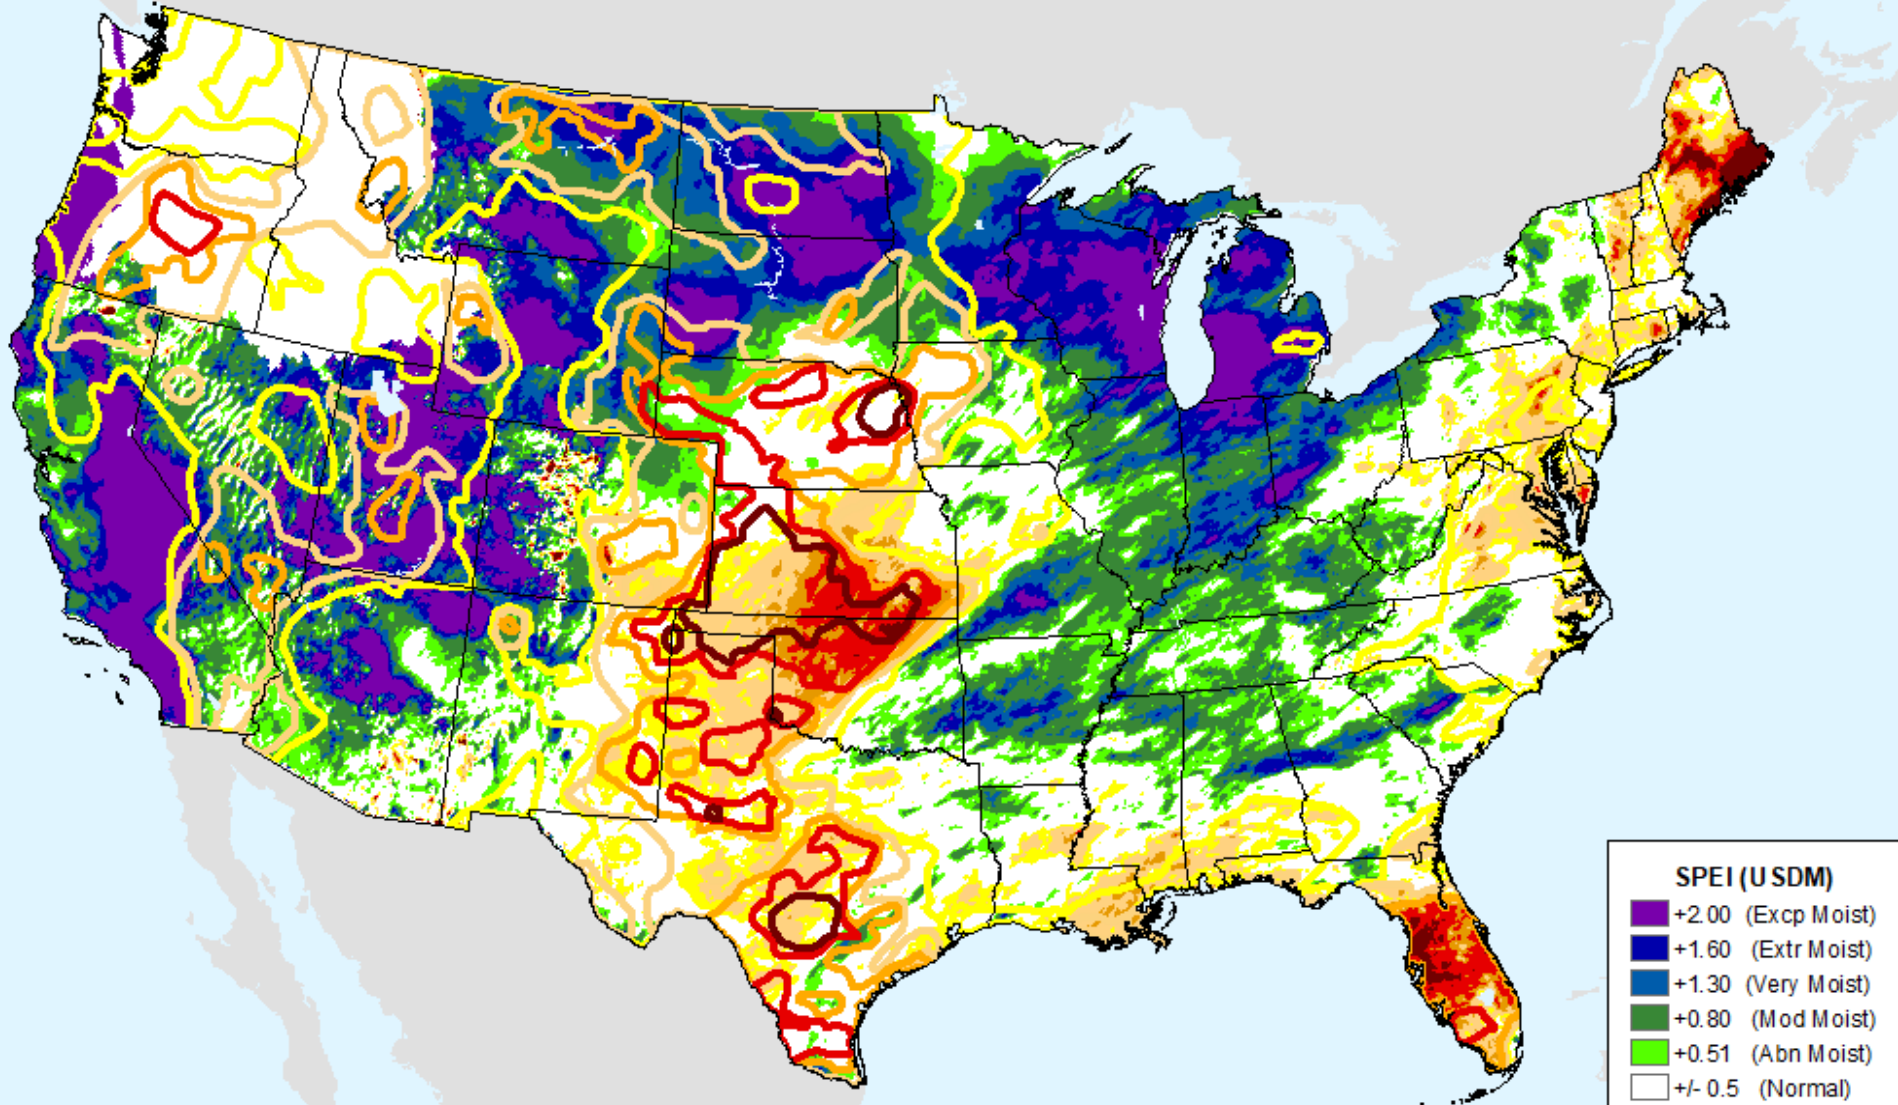 SPEI (USDM)
+2.00 (Excp Moist)
+1.60 (Extr Moist)
+1.30 (Very Moist)
+0.80 (Mod Moist)
+0.51 (Abn Moist)
+/- 0.5 (Normal)